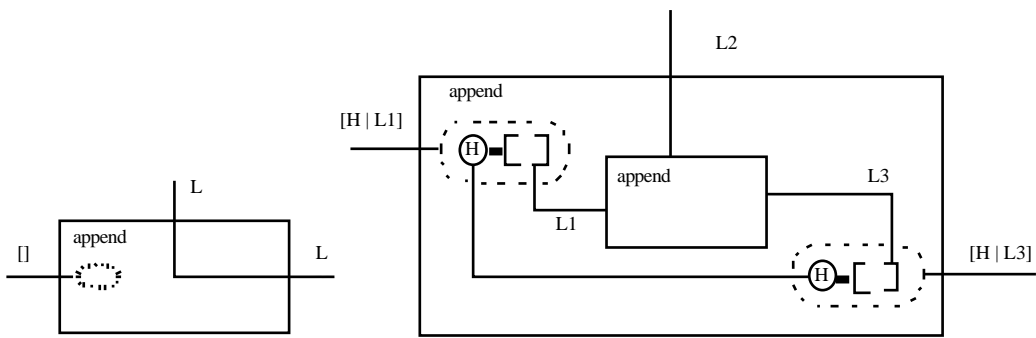 L
append
[]
L
L2
append
[H | L1]
H
append
L3
L1
H
[H | L3]